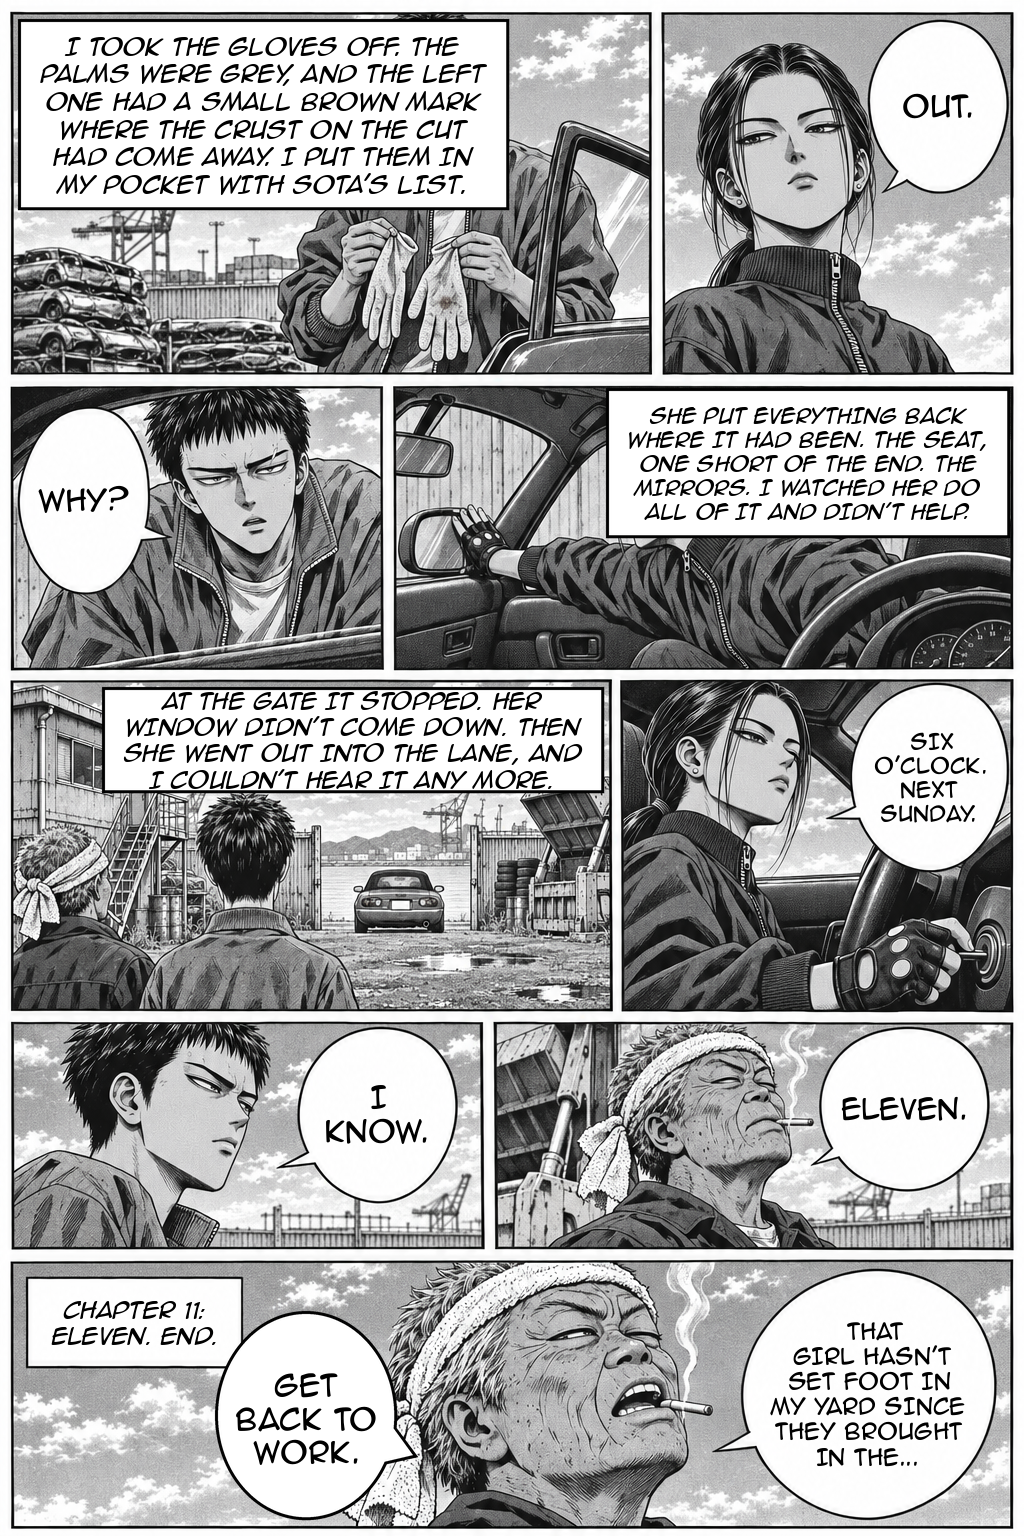 I TOOK THE GLOVES OFF. THE
PALMS WERE GREY, AND THE LEFT
ONE HAD A SMALL BROWN MARK
WHERE THE CRUST ON THE CUT
HAD COME AWAY. I PUT THEM IN
MY POCKET WITH SOTA'S LIST.
OUT.
WHY?
SHE PUT EVERYTHING BACK
WHERE IT HAD BEEN. THE SEAT,
ONE SHORT OF THE END. THE
MIRRORS. I WATCHED HER DO
ALL OF IT AND DIDN'T HELP.
AT THE GATE IT STOPPED. HER
WINDOW DIDN'T COME DOWN. THEN
SHE WENT OUT INTO THE LANE, AND
I COULDN'T HEAR IT ANY MORE.
SIX
O'CLOCK.
NEXT
SUNDAY.
I
KNOW.
ELEVEN.
CHAPTER 11:
ELEVEN. END.
GET
BACK TO
WORK.
THAT
GIRL HASN'T
SET FOOT IN
MY YARD SINCE
THEY BROUGHT
IN THE...